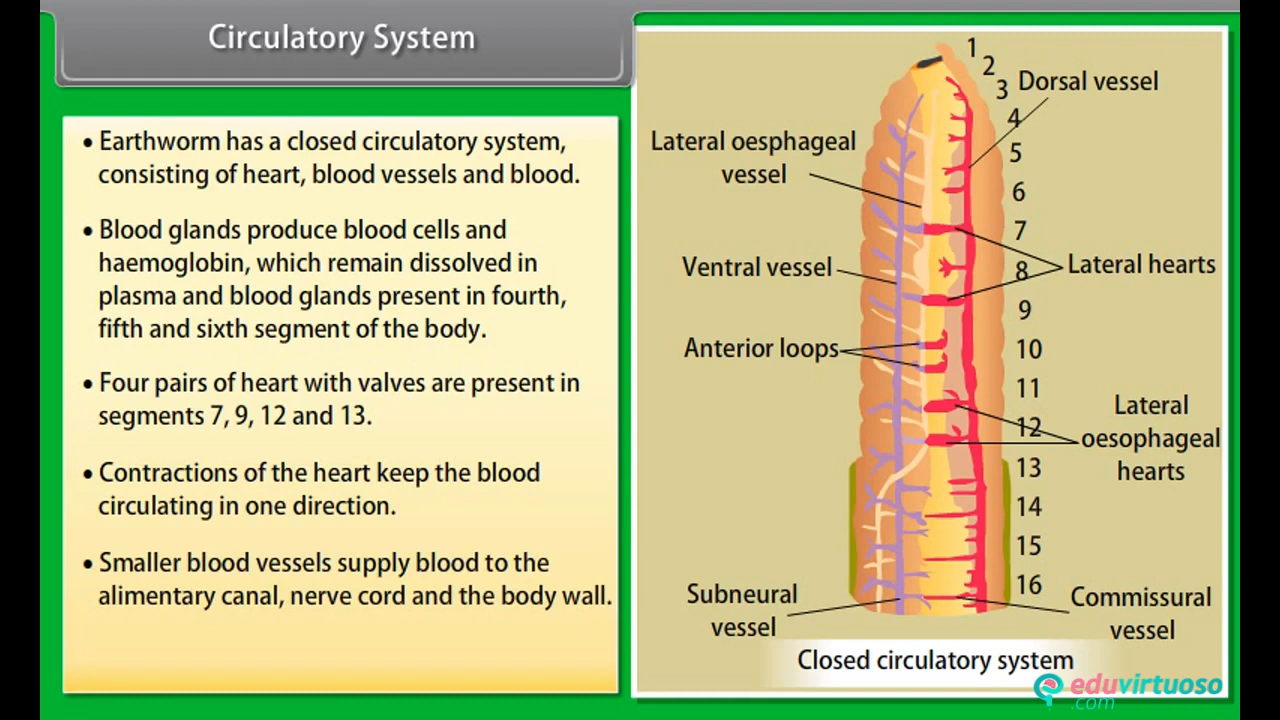 Circulatory System
• Earthworm has a closed circulatory system,
consisting of heart, blood vessels and blood.
• Blood glands produce blood cells and
haemoglobin, which remain dissolved in
plasma and blood glands present in fourth,
fifth and sixth segment of the body.
• Four pairs of heart with valves are present in
segments 7, 9, 12 and 13.
• Contractions of the heart keep the blood
circulating in one direction.
• Smaller blood vessels supply blood to the
alimentary canal, nerve cord and the body wall.
1
2
3
Dorsal vessel
4
Lateral oesphageal
vessel
5
6
7
Ventral vessel
8
Lateral hearts
9
Anterior loops
10
11
12
Lateral
oesophageal
hearts
13
14
15
16
Subneural
vessel
Commissural
vessel
Closed circulatory system
eduvirtuoso
.com